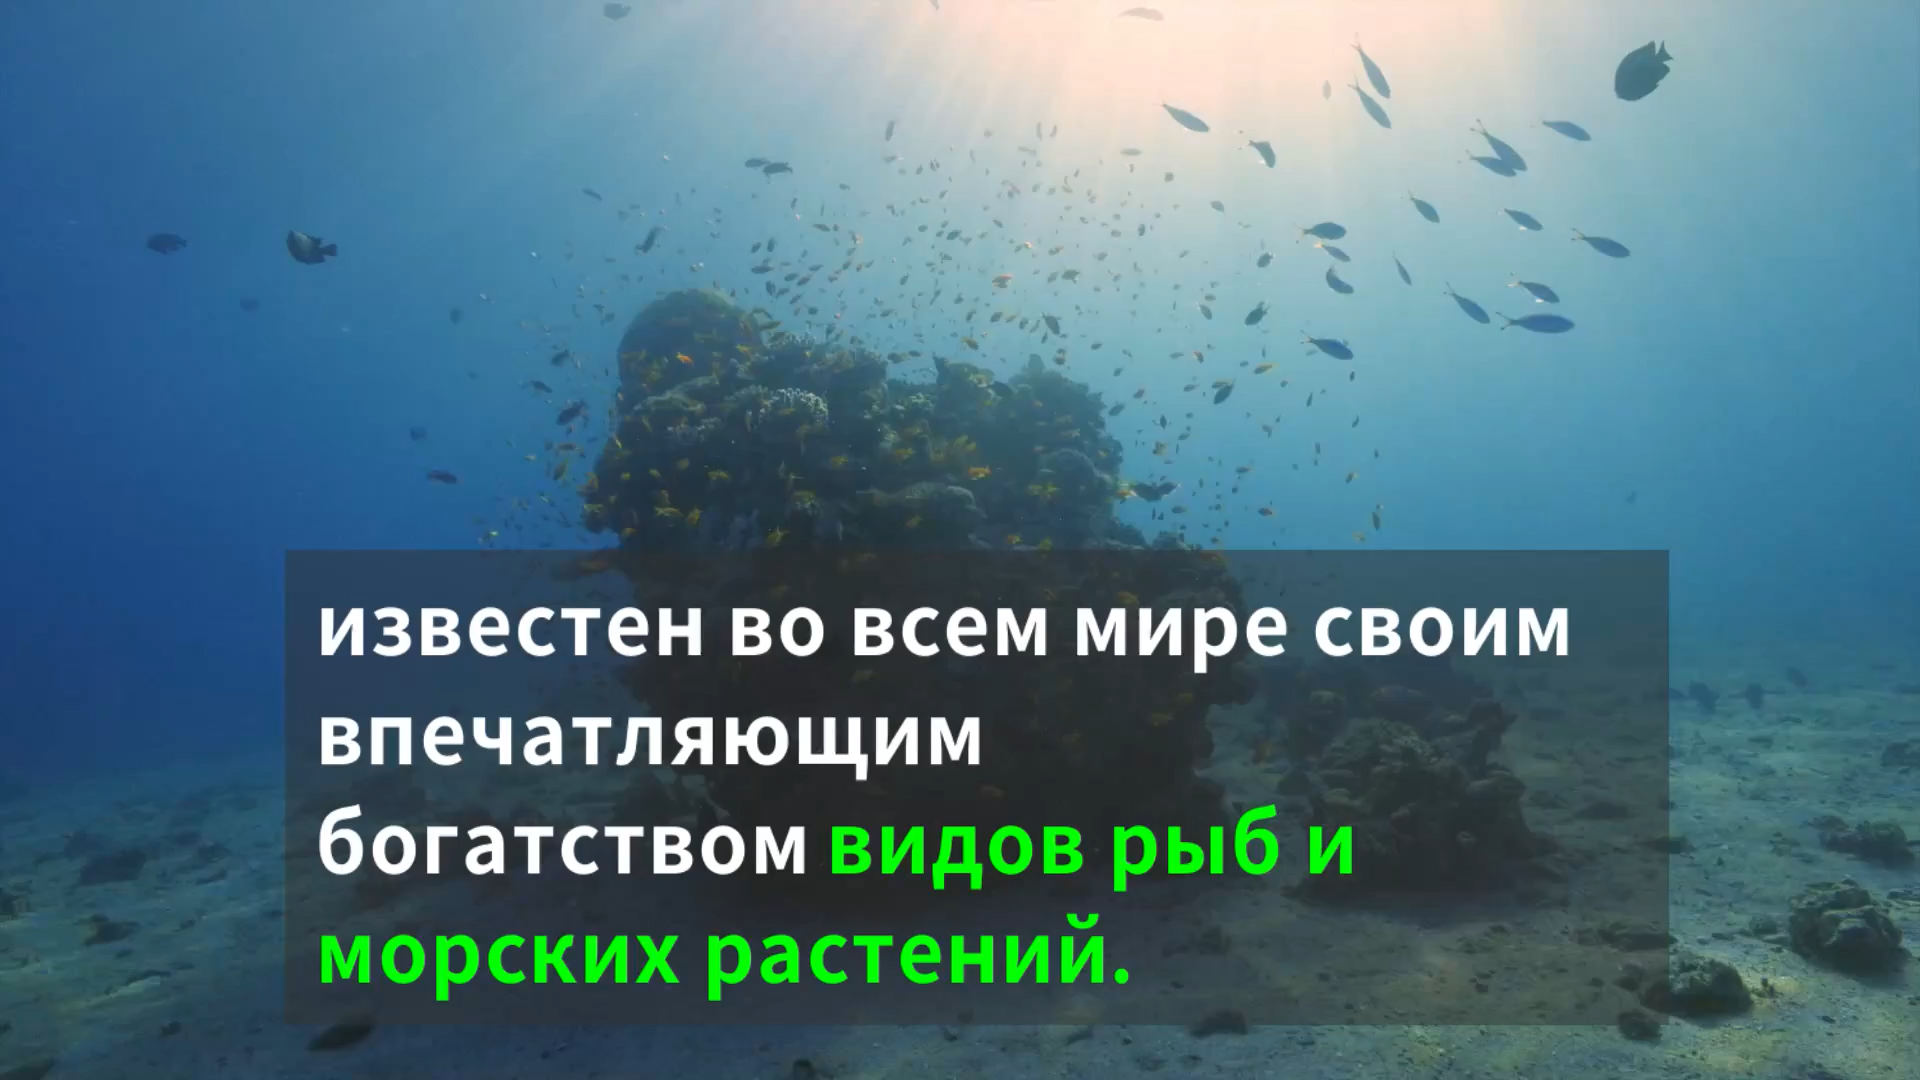 известен во всем мире своим
впечатляющим
богатством видов рыб и
морских растений.